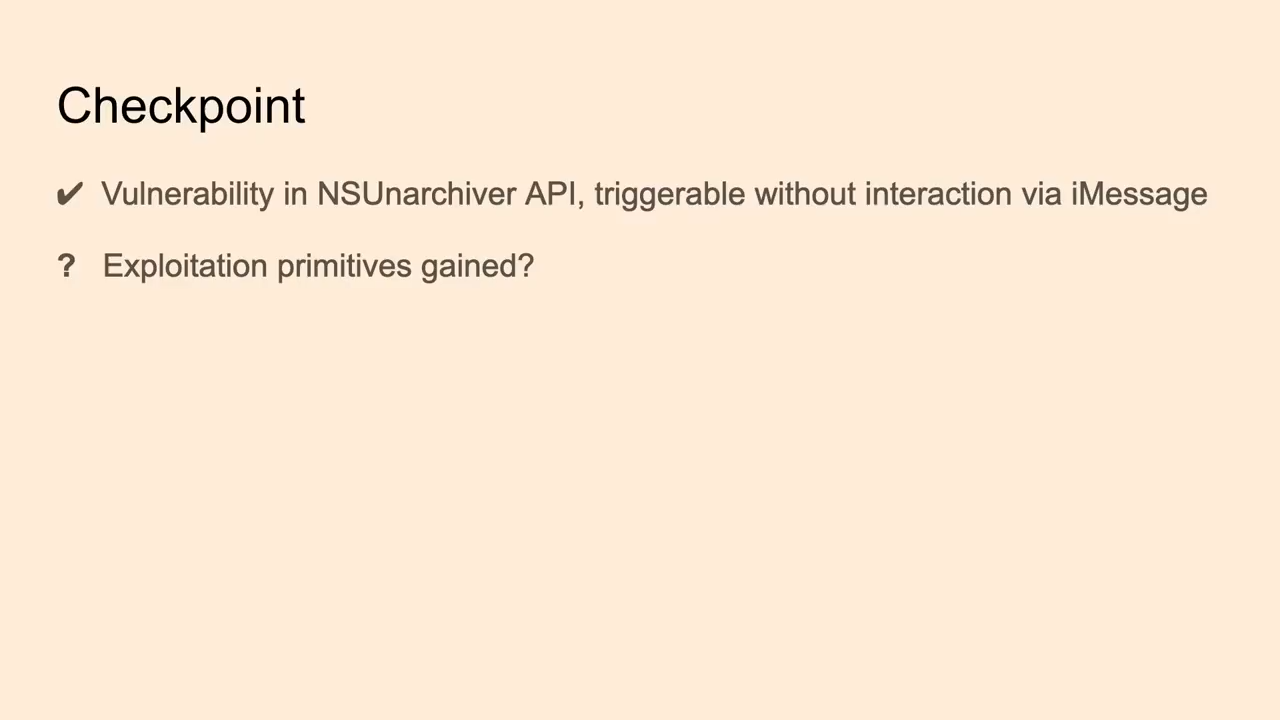 Checkpoint
✔ Vulnerability in NSUnarchiver API, triggerable without interaction via iMessage
? Exploitation primitives gained?